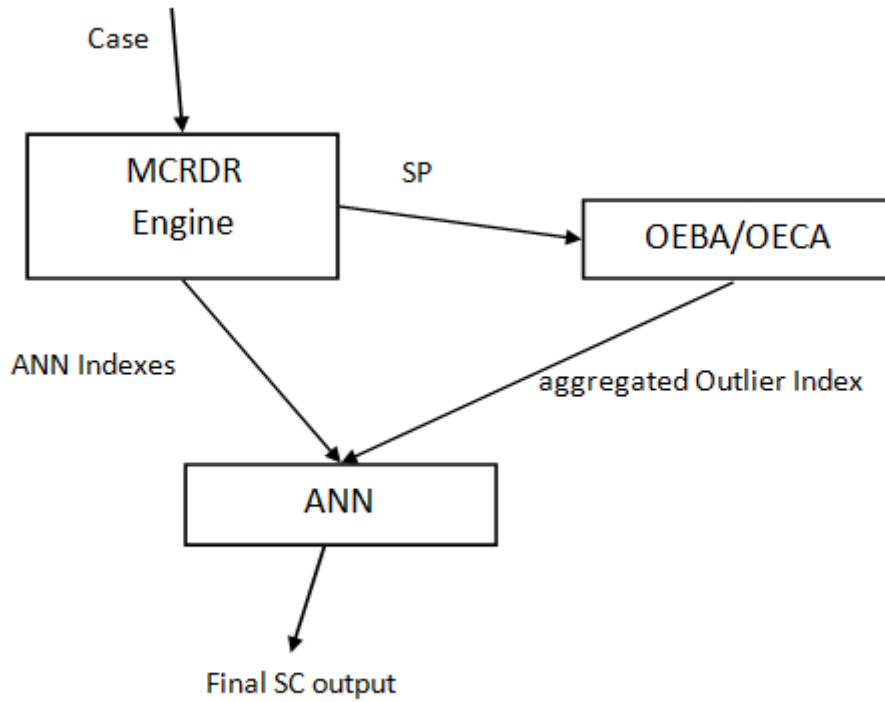 Case
MCRDR
Engine
SP
OEBA/OECA
ANN Indexes
aggregated Outlier Index
ANN
Final SC output